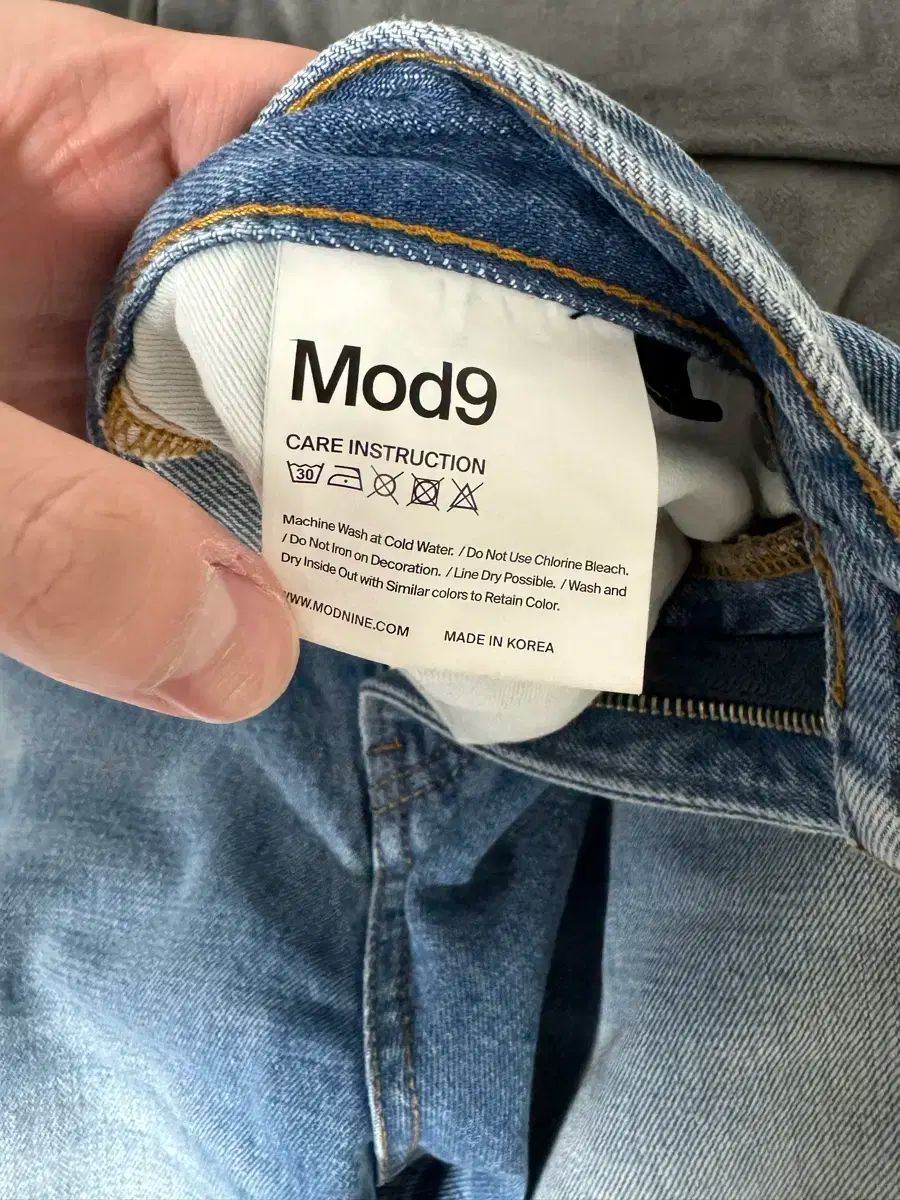 Mod9
CARE INSTRUCTION
30
Machine Wash at Cold Water. / Do Not Use Chlorine Bleach.
/ Do Not Iron on Decoration. / Line Dry Possible. / Wash and
Dry Inside Out with Similar colors to Retain Color.
WWW.MODNINE.COM MADE IN KOREA